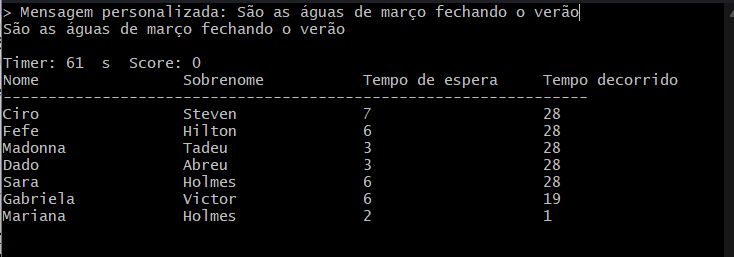 > Mensagem personalizada: São as águas de março fechando o verão
São as águas de março fechando o verão
Timer: 61 s Score: 0
Nome Sobrenome Tempo de espera Tempo decorrido
-----------------------------------------------------------------
Ciro Steven 7 28
Fefe Hilton 6 28
Madonna Tadeu 3 28
Dado Abreu 3 28
Sara Holmes 6 28
Gabriela Victor 6 19
Mariana Holmes 2 1